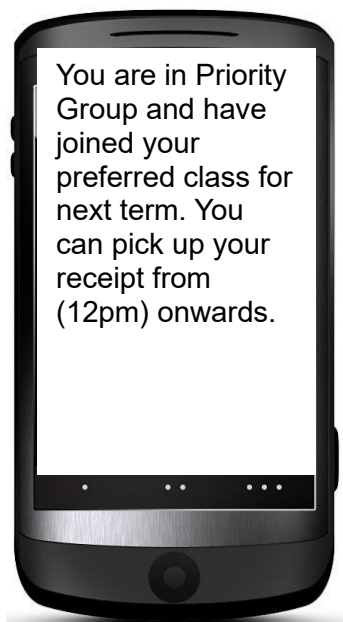 You are in Priority
Group and have
joined your
preferred class for
next term. You
can pick up your
receipt from
(12pm) onwards.